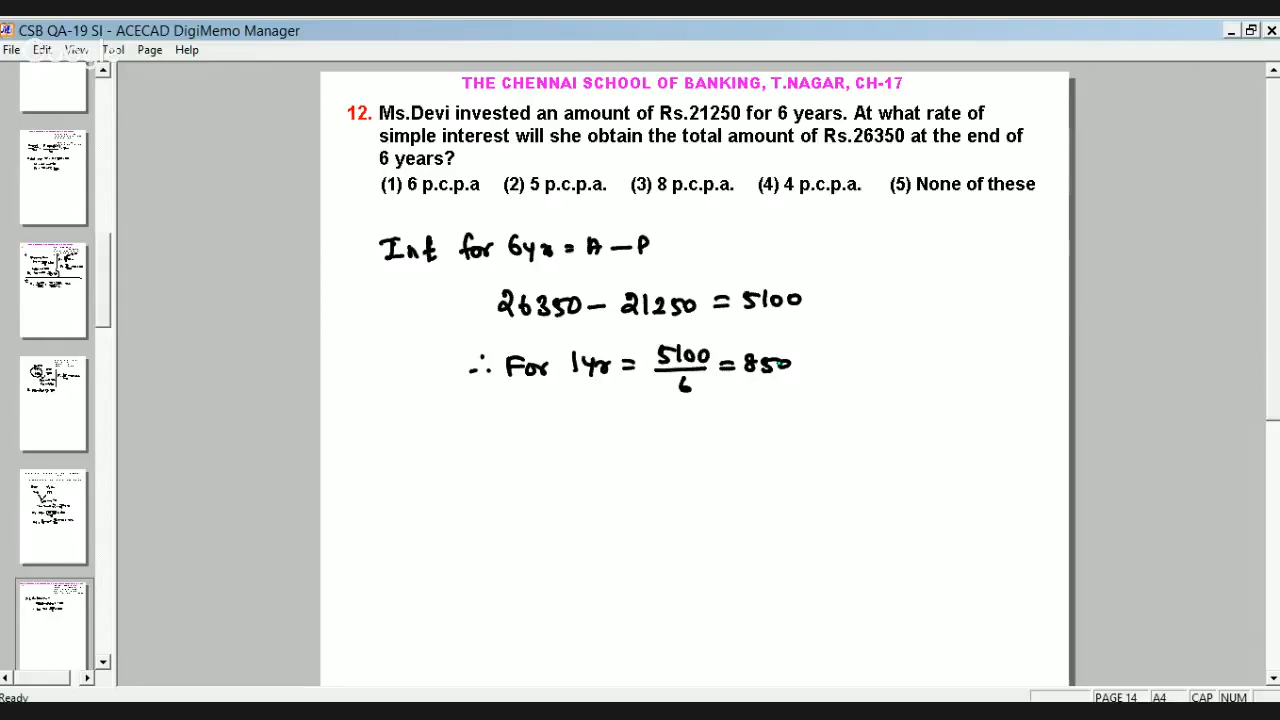 CSB QA-19 SI - ACECAD DigiMemo Manager
File Edit View Tool Page Help
THE CHENNAI SCHOOL OF BANKING, T.NAGAR, CH-17
12. Ms.Devi invested an amount of Rs.21250 for 6 years. At what rate of
simple interest will she obtain the total amount of Rs.26350 at the end of
6 years?
(1) 6 p.c.p.a (2) 5 p.c.p.a. (3) 8 p.c.p.a. (4) 4 p.c.p.a. (5) None of these
Int for 6yr = A - P
26350 - 21250 = 5100
∴ For 1yr = 5100/6 = 850
Ready
PAGE 14 A4 CAP NUM